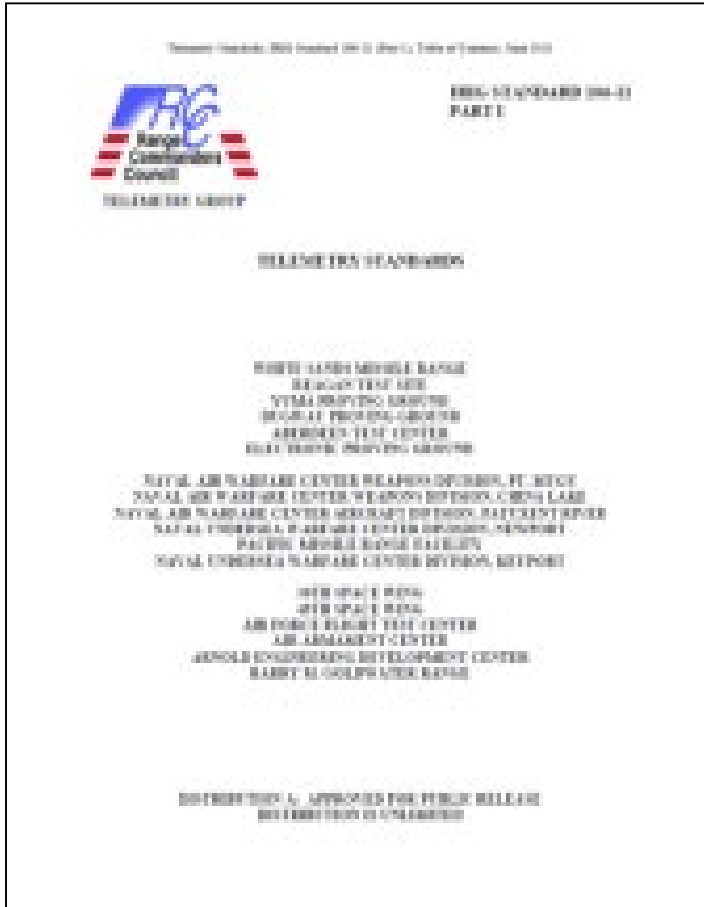 RCC
Range
Commanders
Council
TELEMETRY GROUP
PART I
TELEMETRY STANDARDS
WHITE SANDS MISSILE RANGE
REAGAN TEST SITE
YUMA PROVING GROUND
DUGWAY PROVING GROUND
ABERDEEN TEST CENTER
ELECTRONIC PROVING GROUND
NAVAL AIR WARFARE CENTER WEAPONS DIVISION, PT. MUGU
NAVAL AIR WARFARE CENTER WEAPONS DIVISION, CHINA LAKE
NAVAL AIR WARFARE CENTER AIRCRAFT DIVISION, PATUXENT RIVER
NAVAL UNDERSEA WARFARE CENTER DIVISION, NEWPORT
PACIFIC MISSILE RANGE FACILITY
NAVAL UNDERSEA WARFARE CENTER DIVISION, KEYPORT
SPACE WING
45TH SPACE WING
AIR FORCE FLIGHT TEST CENTER
AIR ARMAMENT CENTER
ARNOLD ENGINEERING DEVELOPMENT CENTER
BARRY M. GOLDWATER RANGE
DISTRIBUTION A: APPROVED FOR PUBLIC RELEASE
DISTRIBUTION IS UNLIMITED